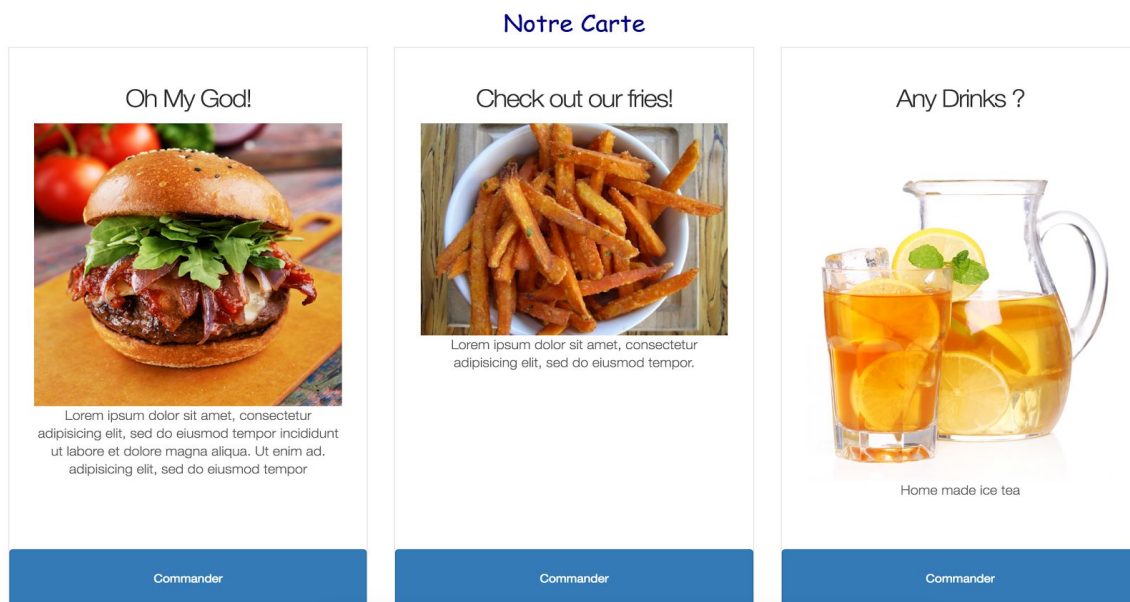 Notre Carte
Oh My God!
Lorem ipsum dolor sit amet, consectetur
adipisicing elit, sed do eiusmod tempor incididunt
ut labore et dolore magna aliqua. Ut enim ad.
adipisicing elit, sed do eiusmod tempor
Commander
Check out our fries!
Lorem ipsum dolor sit amet, consectetur
adipisicing elit, sed do eiusmod tempor.
Commander
Any Drinks ?
Home made ice tea
Commander